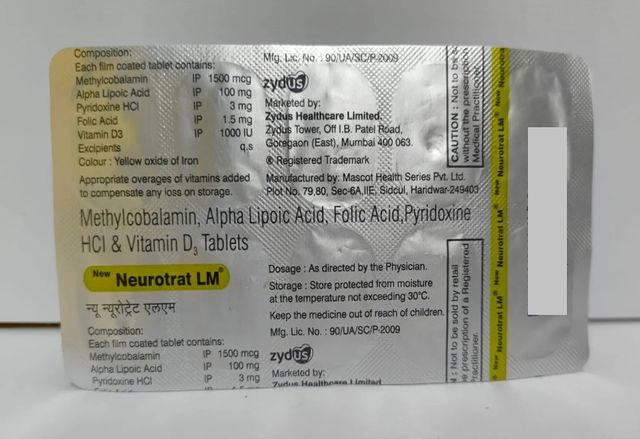 Composition:
Each film coated tablet contains:
Methylcobalamin IP 1500 mcg
Alpha Lipoic Acid IP 100 mg
Pyridoxine HCl IP 3 mg
Folic Acid IP 1.5 mg
Vitamin D3 IP 1000 IU
Excipients q.s
Colour : Yellow oxide of Iron
Appropriate overages of vitamins added
to compensate any loss on storage.
Mfg. Lic. No. : 90/UA/SC/P-2009
zydus
Marketed by:
Zydus Healthcare Limited.
Zydus Tower, Off I.B. Patel Road,
Goregaon (East), Mumbai 400 063.
® Registered Trademark
Manufactured by: Mascot Health Series Pvt. Ltd.
Plot No. 79,80, Sec-6A,IIE, Sidcul, Haridwar-249403
CAUTION : Not to be s
without the prescription
Medical Practitioner.
Methylcobalamin, Alpha Lipoic Acid, Folic Acid,Pyridoxine
HCl & Vitamin D3 Tablets
New Neurotrat LM®
न्यू न्यूरोट्रेट एलएम
Dosage : As directed by the Physician.
Storage : Store protected from moisture
at the temperature not exceeding 30°C.
Keep the medicine out of reach of children.
Mfg. Lic. No. : 90/UA/SC/P-2009
zydus
Marketed by:
Zydus Healthcare Limited
Composition:
Each film coated tablet contains:
Methylcobalamin IP 1500 mcg
Alpha Lipoic Acid IP 100 mg
Pyridoxine HCl IP 3 mg
: Not to be sold by retail
e prescription of a Registered
ractitioner.
New Neurotrat LM®
New Neurotrat LM®
New Neurotrat LM®